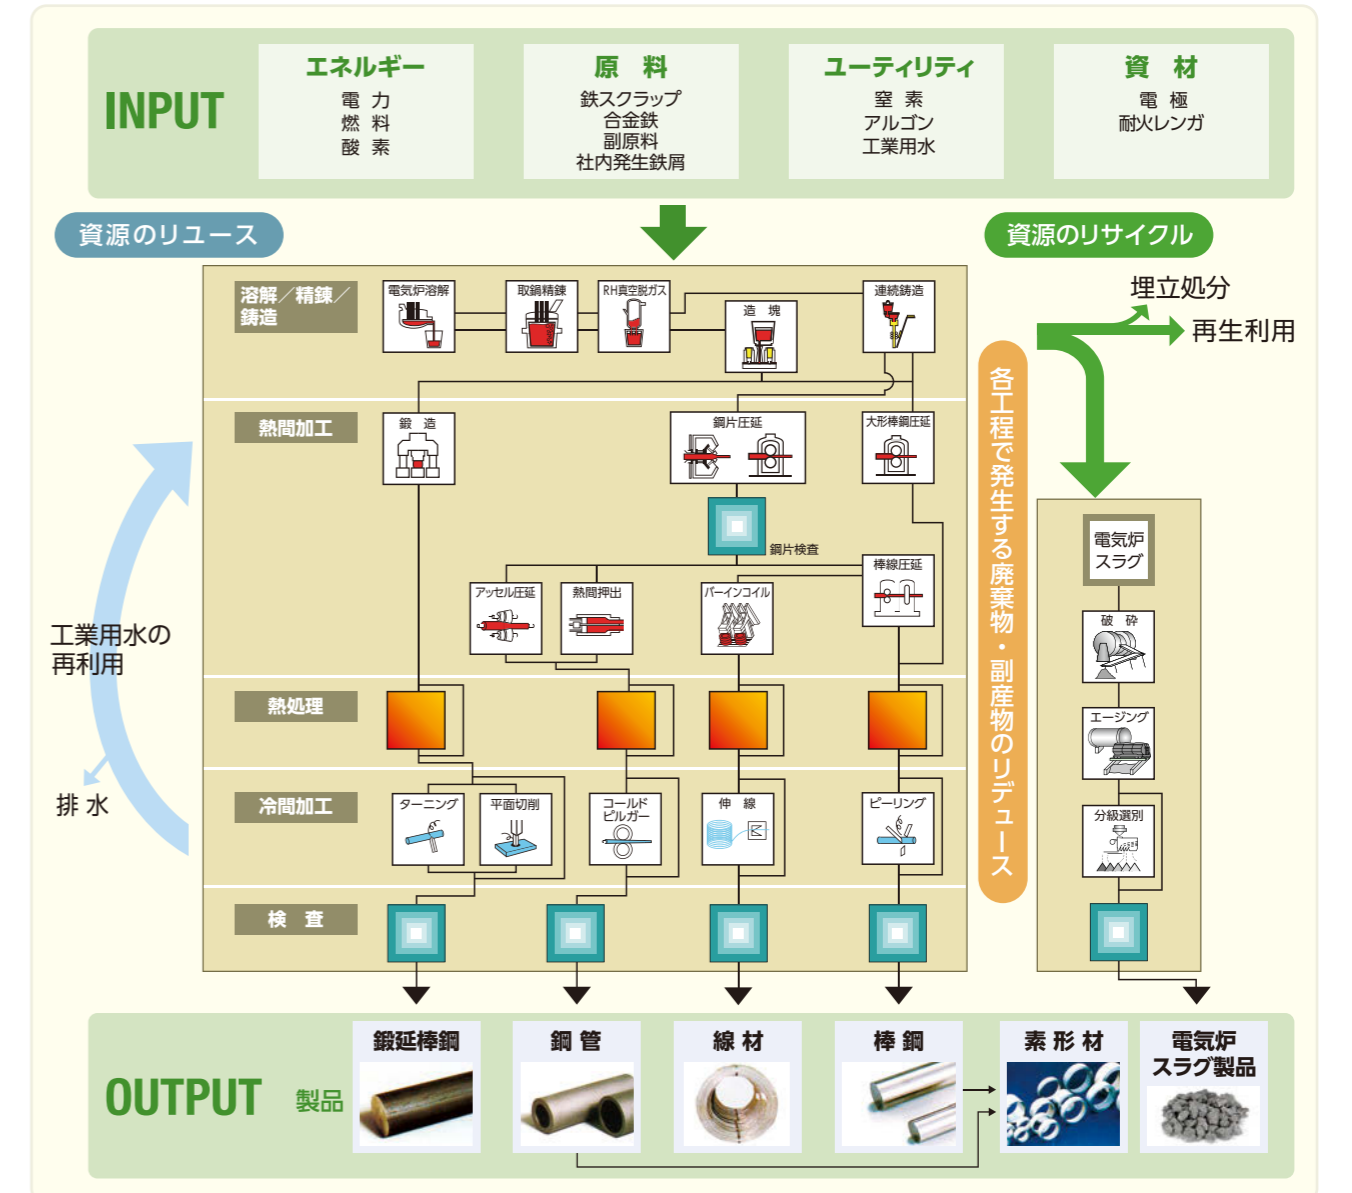 INPUT
エネルギー
電 力
燃 料
酸 素
原 料
鉄スクラップ
合金鉄
副原料
社内発生鉄屑
ユーティリティ
窒 素
アルゴン
工業用水
資 材
電 極
耐火レンガ
資源のリユース
資源のリサイクル
溶解／精錬／
鋳造
電気炉溶解
取鍋精錬
RH真空脱ガス
造 塊
連続鋳造
埋立処分
再生利用
熱間加工
鍛 造
鋼片圧延
大形棒鋼圧延
鋼片検査
アッセル圧延
熱間押出
バーインコイル
棒線圧延
各工程で発生する廃棄物・副産物のリデュース
電気炉
スラグ
破 砕
エージング
分級選別
工業用水の
再利用
排 水
熱処理
冷間加工
ターニング
平面切削
コールド
ピルガー
伸 線
ピーリング
検 査
OUTPUT
製品
鍛延棒鋼
鋼 管
線 材
棒 鋼
素 形 材
電気炉
スラグ製品